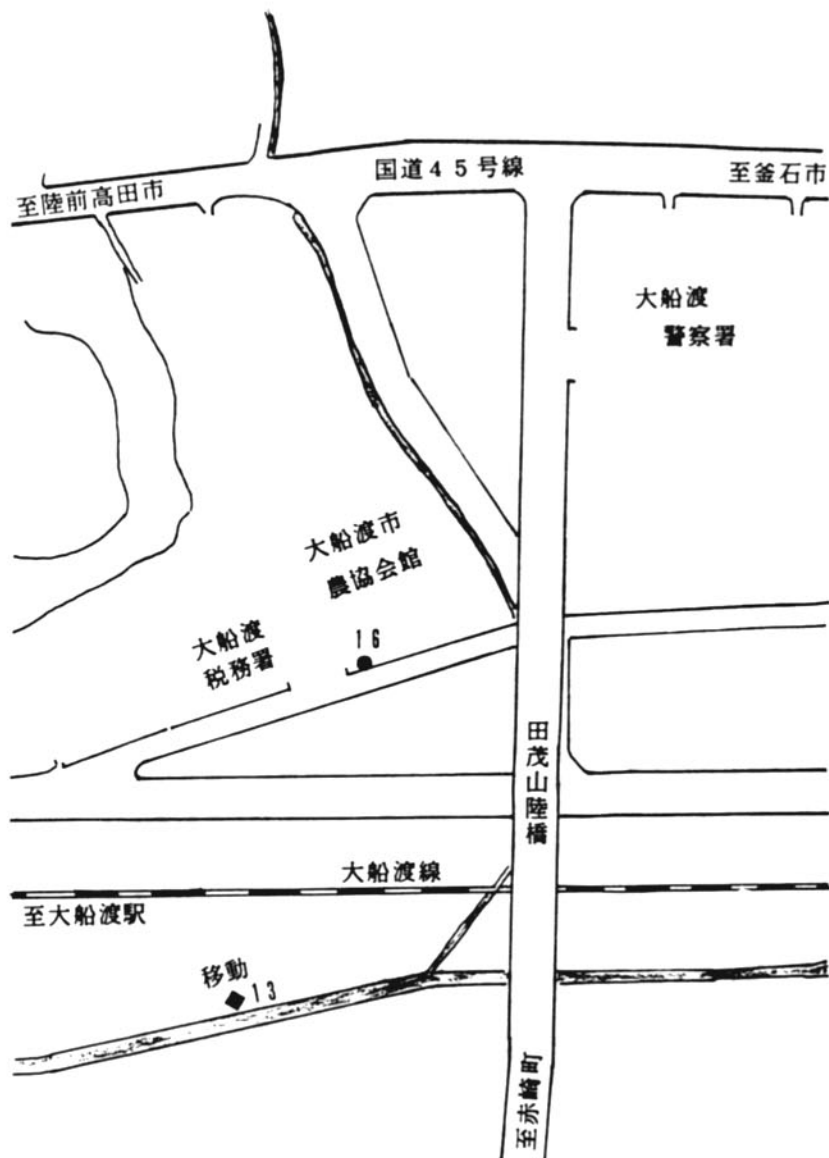 国道45号線
至釜石市
至陸前高田市
大船渡
警察署
大船渡市
農協会館
大船渡
税務署
16
田茂山陸橋
大船渡線
至大船渡駅
移動
13
至赤崎町